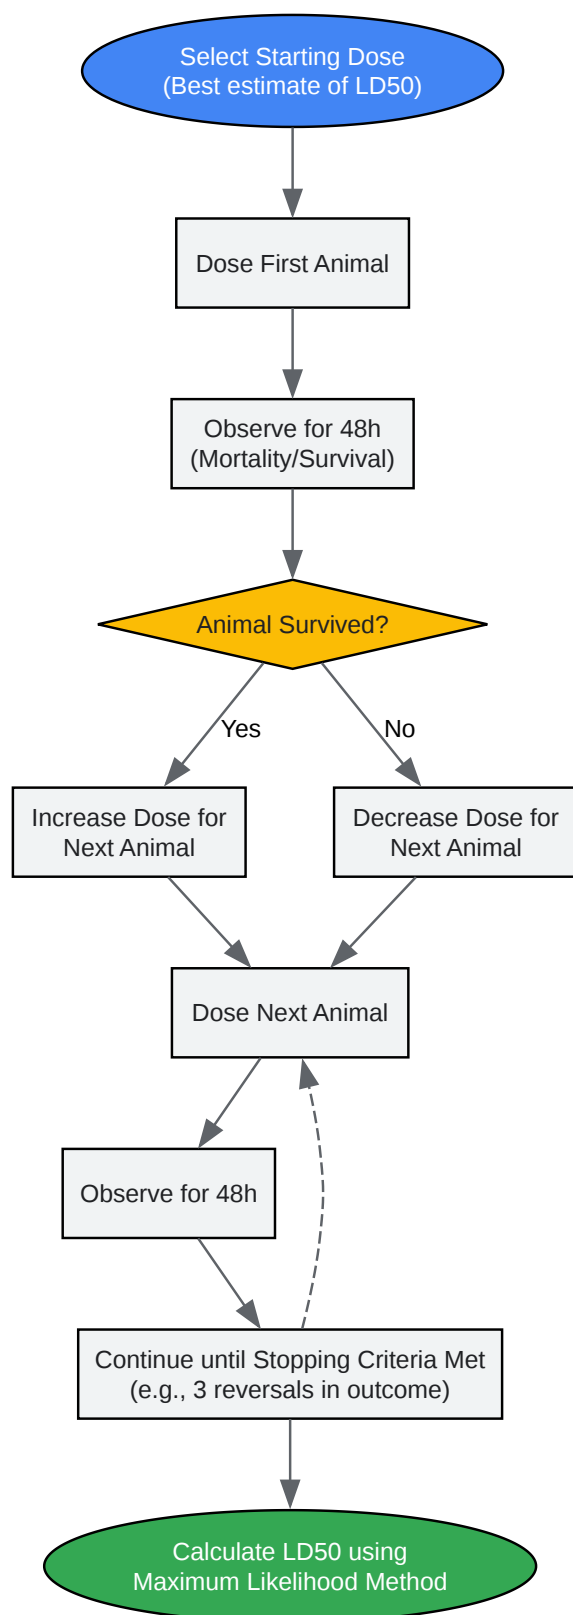 Select Starting Dose
(Best estimate of LD50)
Dose First Animal
Observe for 48h
(Mortality/Survival)
Animal Survived?
Yes
No
Increase Dose for
Next Animal
Decrease Dose for
Next Animal
Dose Next Animal
Observe for 48h
Continue until Stopping Criteria Met
(e.g., 3 reversals in outcome)
Calculate LD50 using
Maximum Likelihood Method